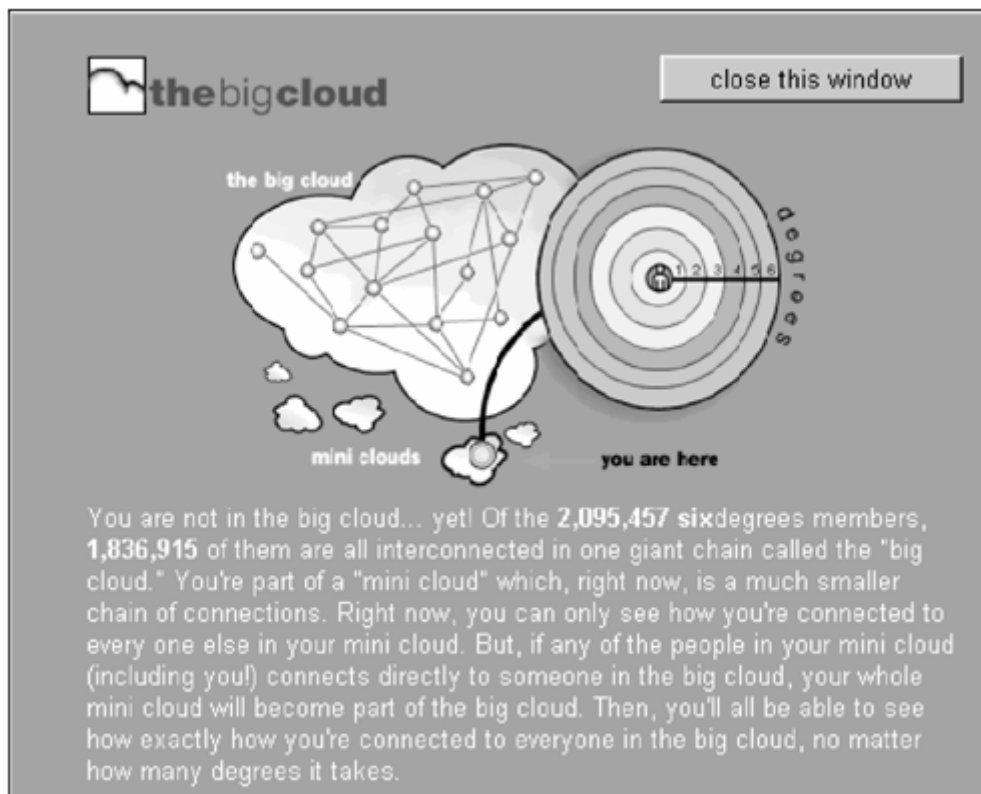 thebigcloud
close this window
the big cloud
degrees
1 2 3 4 5 6
mini clouds
you are here
You are not in the big cloud... yet! Of the 2,095,457 sixdegrees members,
1,836,915 of them are all interconnected in one giant chain called the "big
cloud." You're part of a "mini cloud" which, right now, is a much smaller
chain of connections. Right now, you can only see how you're connected to
every one else in your mini cloud. But, if any of the people in your mini cloud
(including you!) connects directly to someone in the big cloud, your whole
mini cloud will become part of the big cloud. Then, you'll all be able to see
how exactly how you're connected to everyone in the big cloud, no matter
how many degrees it takes.